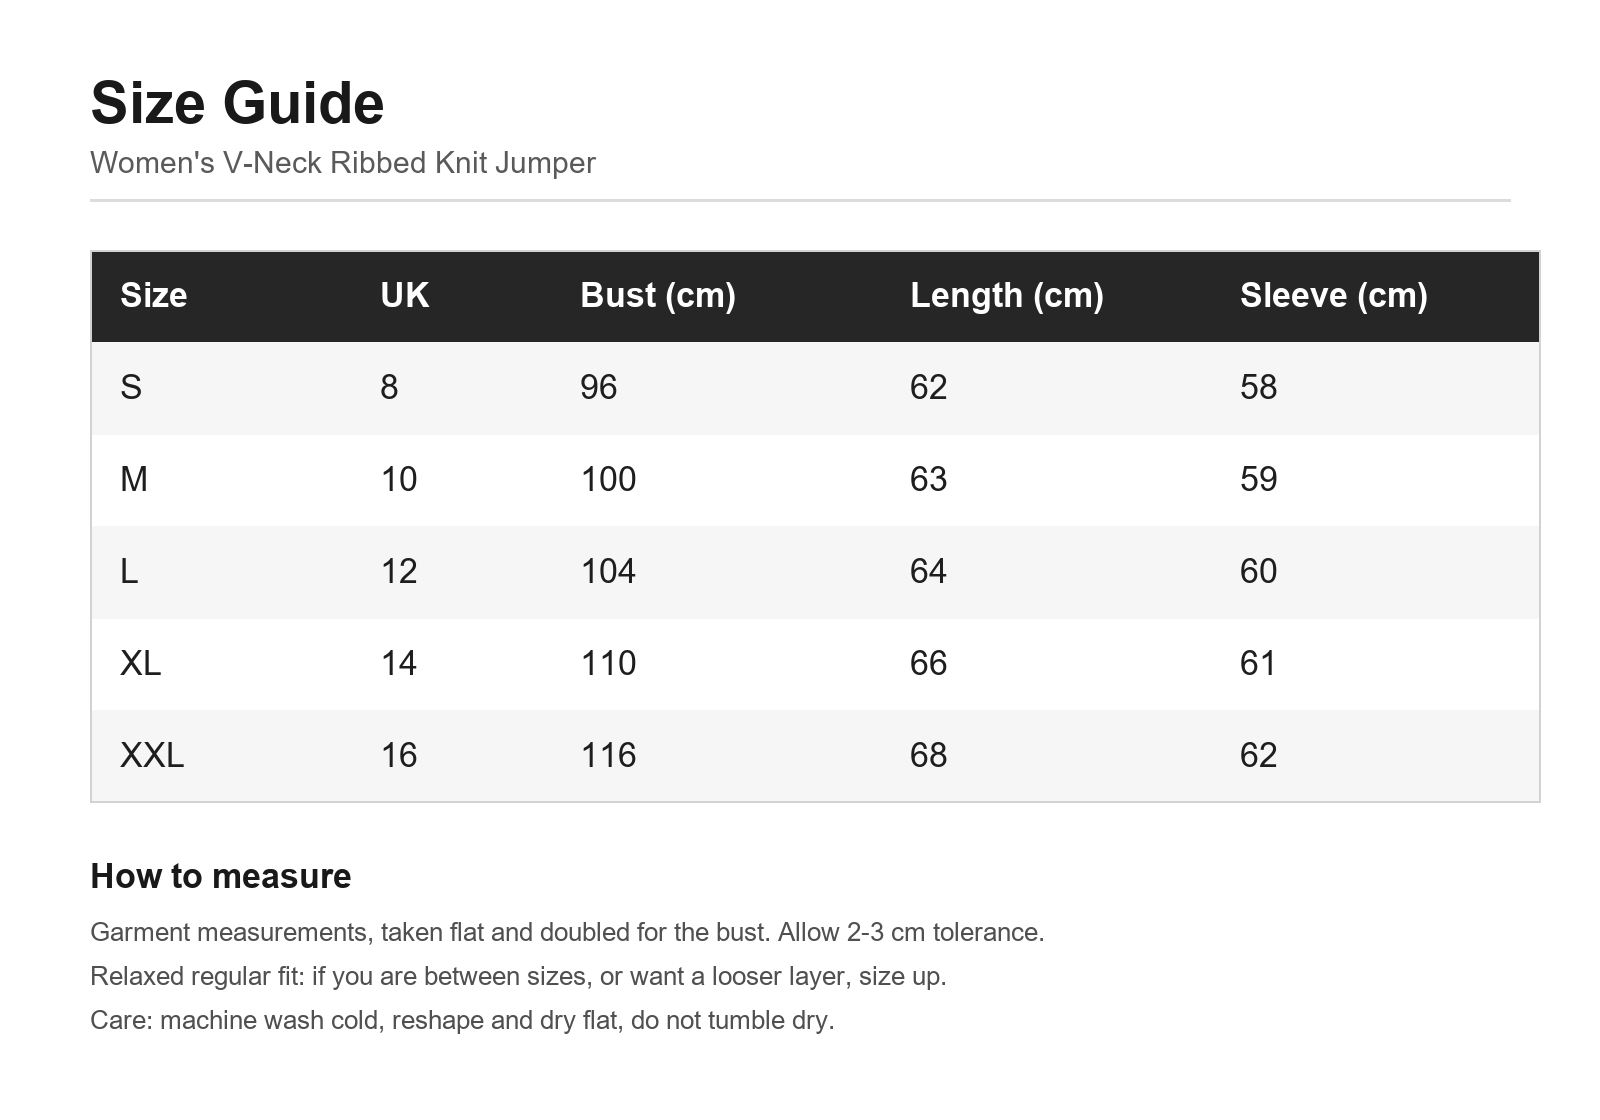 Size Guide
Women's V-Neck Ribbed Knit Jumper
Size UK Bust (cm) Length (cm) Sleeve (cm)
S 8 96 62 58
M 10 100 63 59
L 12 104 64 60
XL 14 110 66 61
XXL 16 116 68 62
How to measure
Garment measurements, taken flat and doubled for the bust. Allow 2-3 cm tolerance.
Relaxed regular fit: if you are between sizes, or want a looser layer, size up.
Care: machine wash cold, reshape and dry flat, do not tumble dry.